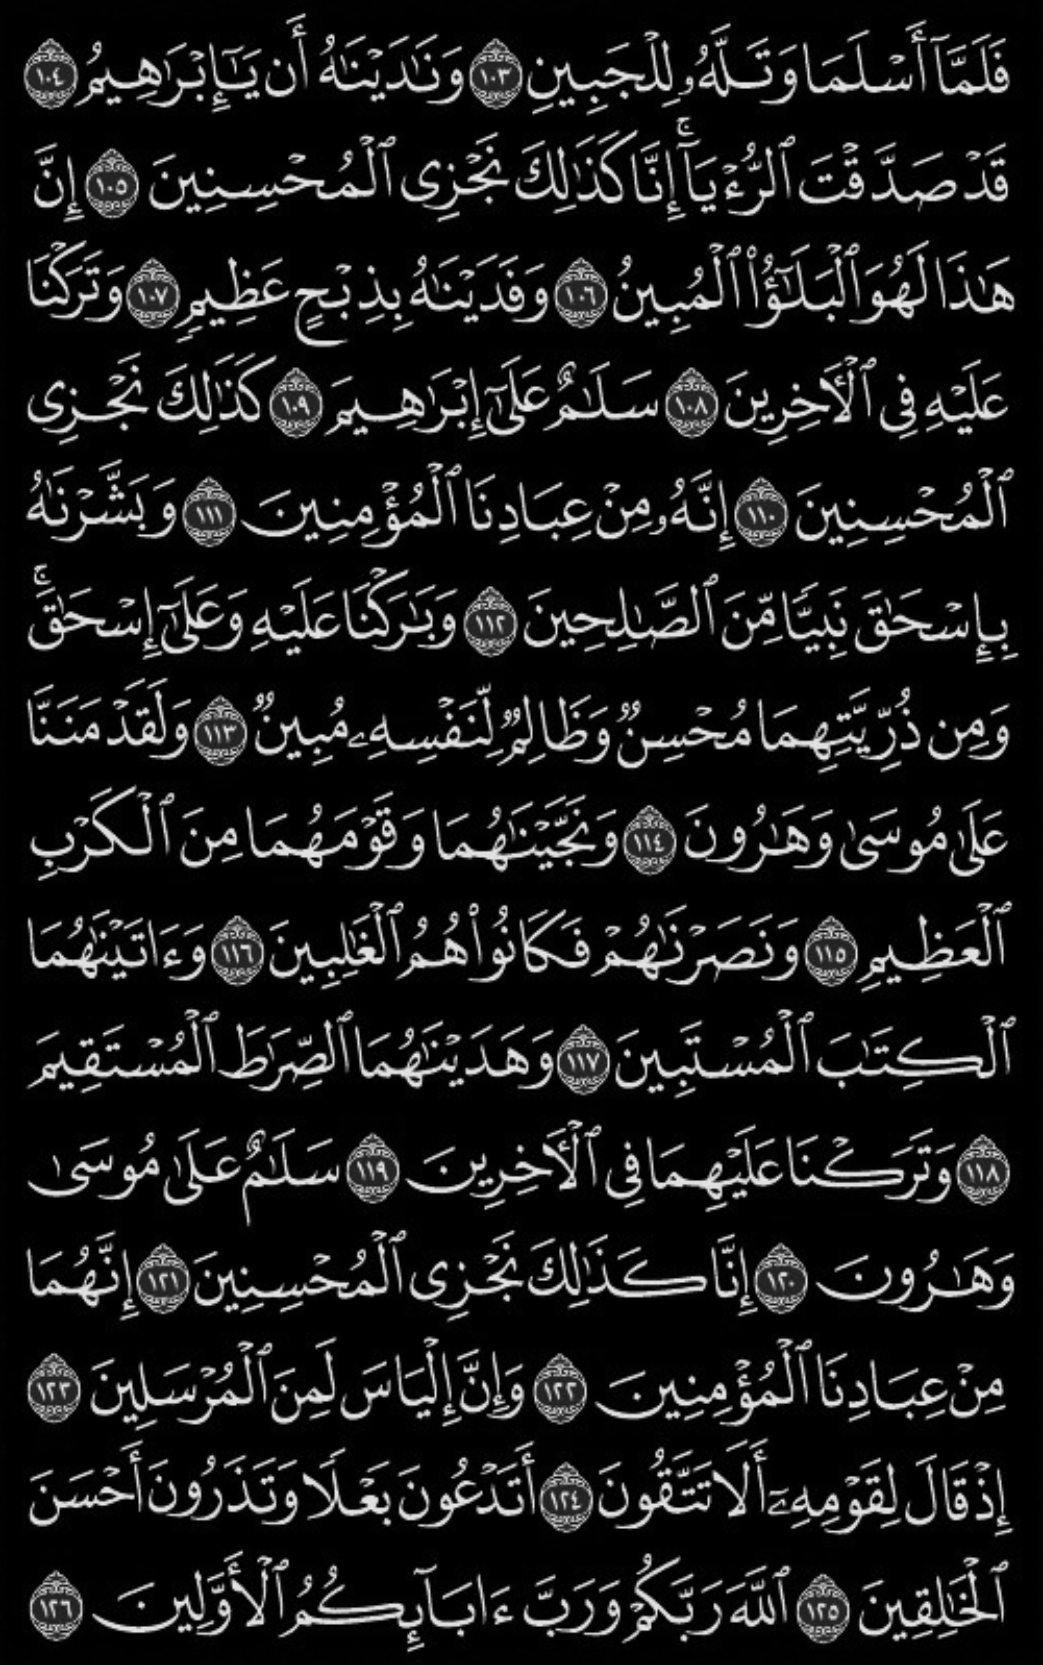 فَلَمَّآ أَسْلَمَا وَتَلَّهُۥ لِلْجَبِينِ ١٠٣ وَنَـٰدَيْنَـٰهُ أَن يَـٰٓإِبْرَٰهِيمُ ١٠٤
قَدْ صَدَّقْتَ ٱلرُّءْيَآ ۚ إِنَّا كَذَٰلِكَ نَجْزِى ٱلْمُحْسِنِينَ ١٠٥ إِنَّ
هَـٰذَا لَهُوَ ٱلْبَلَـٰٓؤُا۟ ٱلْمُبِينُ ١٠٦ وَفَدَيْنَـٰهُ بِذِبْحٍ عَظِيمٍ ١٠٧ وَتَرَكْنَا
عَلَيْهِ فِى ٱلْـَٔاخِرِينَ ١٠٨ سَلَـٰمٌ عَلَىٰٓ إِبْرَٰهِيمَ ١٠٩ كَذَٰلِكَ نَجْزِى
ٱلْمُحْسِنِينَ ١١٠ إِنَّهُۥ مِنْ عِبَادِنَا ٱلْمُؤْمِنِينَ ١١١ وَبَشَّرْنَـٰهُ
بِإِسْحَـٰقَ نَبِيًّا مِّنَ ٱلصَّـٰلِحِينَ ١١٢ وَبَـٰرَكْنَا عَلَيْهِ وَعَلَىٰٓ إِسْحَـٰقَ ۚ
وَمِن ذُرِّيَّتِهِمَا مُحْسِنٌ وَظَالِمٌ لِّنَفْسِهِۦ مُبِينٌ ١١٣ وَلَقَدْ مَنَنَّا
عَلَىٰ مُوسَىٰ وَهَـٰرُونَ ١١٤ وَنَجَّيْنَـٰهُمَا وَقَوْمَهُمَا مِنَ ٱلْكَرْبِ
ٱلْعَظِيمِ ١١٥ وَنَصَرْنَـٰهُمْ فَكَانُوا۟ هُمُ ٱلْغَـٰلِبِينَ ١١٦ وَءَاتَيْنَـٰهُمَا
ٱلْكِتَـٰبَ ٱلْمُسْتَبِينَ ١١٧ وَهَدَيْنَـٰهُمَا ٱلصِّرَٰطَ ٱلْمُسْتَقِيمَ
١١٨ وَتَرَكْنَا عَلَيْهِمَا فِى ٱلْـَٔاخِرِينَ ١١٩ سَلَـٰمٌ عَلَىٰ مُوسَىٰ
وَهَـٰرُونَ ١٢٠ إِنَّا كَذَٰلِكَ نَجْزِى ٱلْمُحْسِنِينَ ١٢١ إِنَّهُمَا
مِنْ عِبَادِنَا ٱلْمُؤْمِنِينَ ١٢٢ وَإِنَّ إِلْيَاسَ لَمِنَ ٱلْمُرْسَلِينَ ١٢٣
إِذْ قَالَ لِقَوْمِهِۦٓ أَلَا تَتَّقُونَ ١٢٤ أَتَدْعُونَ بَعْلًا وَتَذَرُونَ أَحْسَنَ
ٱلْخَـٰلِقِينَ ١٢٥ ٱللَّهَ رَبَّكُمْ وَرَبَّ ءَابَآئِكُمُ ٱلْأَوَّلِينَ ١٢٦